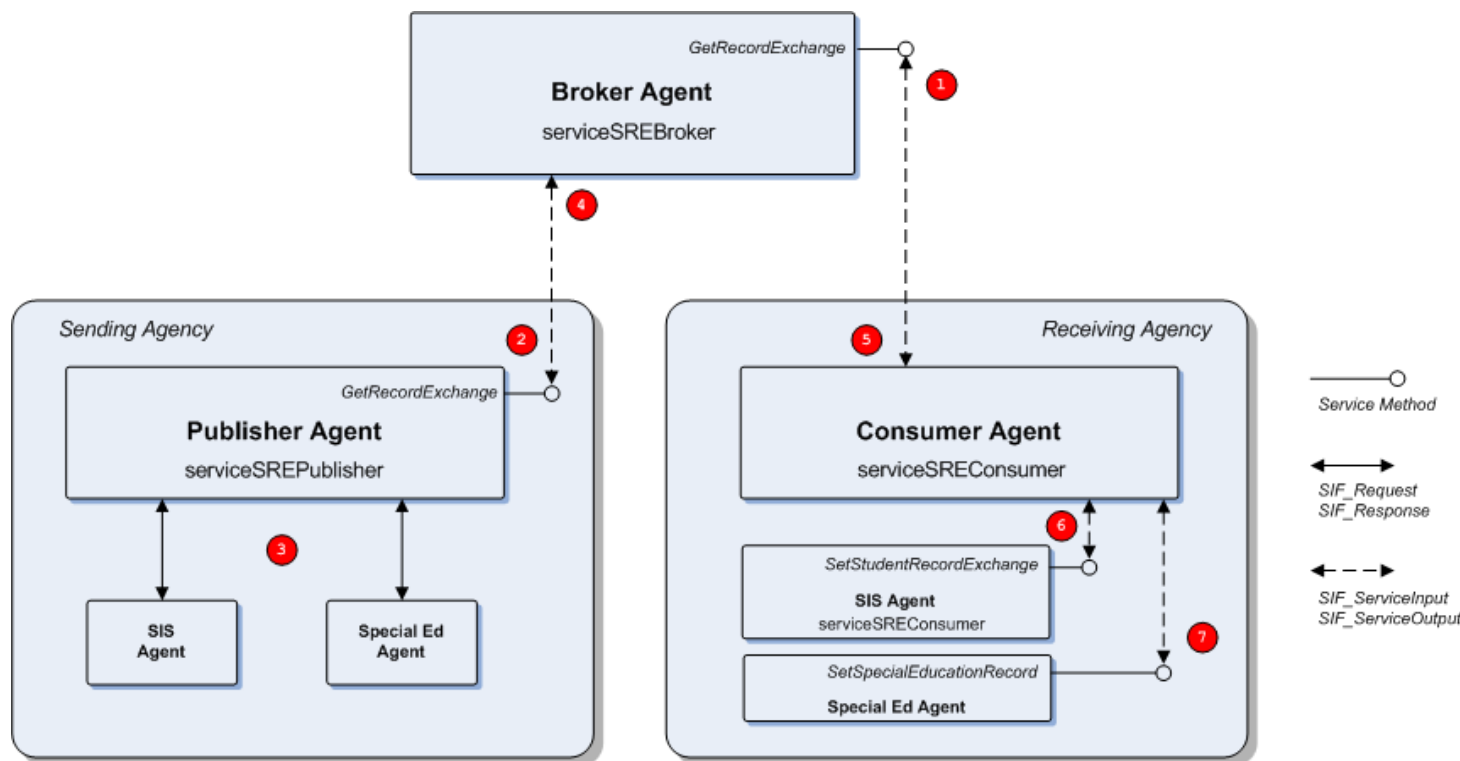 GetRecordExchange
1
Broker Agent
serviceSREBroker
4
Sending Agency
2
GetRecordExchange
Publisher Agent
serviceSREPublisher
3
SIS
Agent
Special Ed
Agent
Receiving Agency
5
Consumer Agent
serviceSREConsumer
6
SetStudentRecordExchange
SIS Agent
serviceSREConsumer
7
SetSpecialEducationRecord
Special Ed Agent
Service Method
SIF_Request
SIF_Response
SIF_ServiceInput
SIF_ServiceOutput